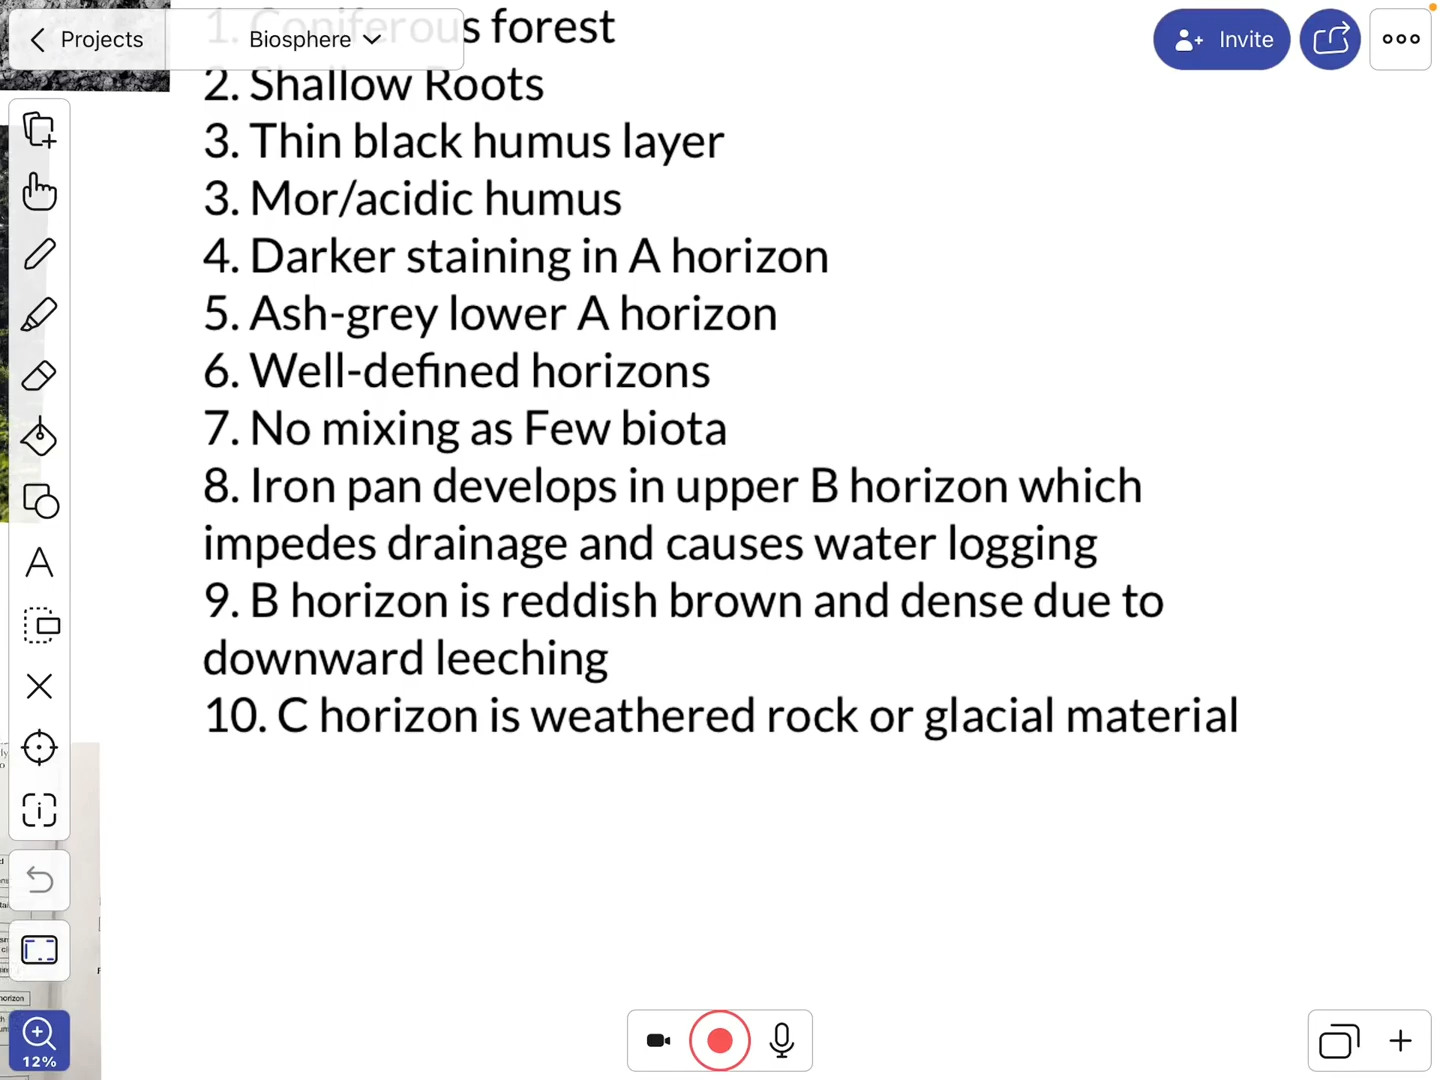 Projects
Biosphere
Invite
1. Coniferous forest
2. Shallow Roots
3. Thin black humus layer
3. Mor/acidic humus
4. Darker staining in A horizon
5. Ash-grey lower A horizon
6. Well-defined horizons
7. No mixing as Few biota
8. Iron pan develops in upper B horizon which
impedes drainage and causes water logging
9. B horizon is reddish brown and dense due to
downward leeching
10. C horizon is weathered rock or glacial material
A
horizon
12%